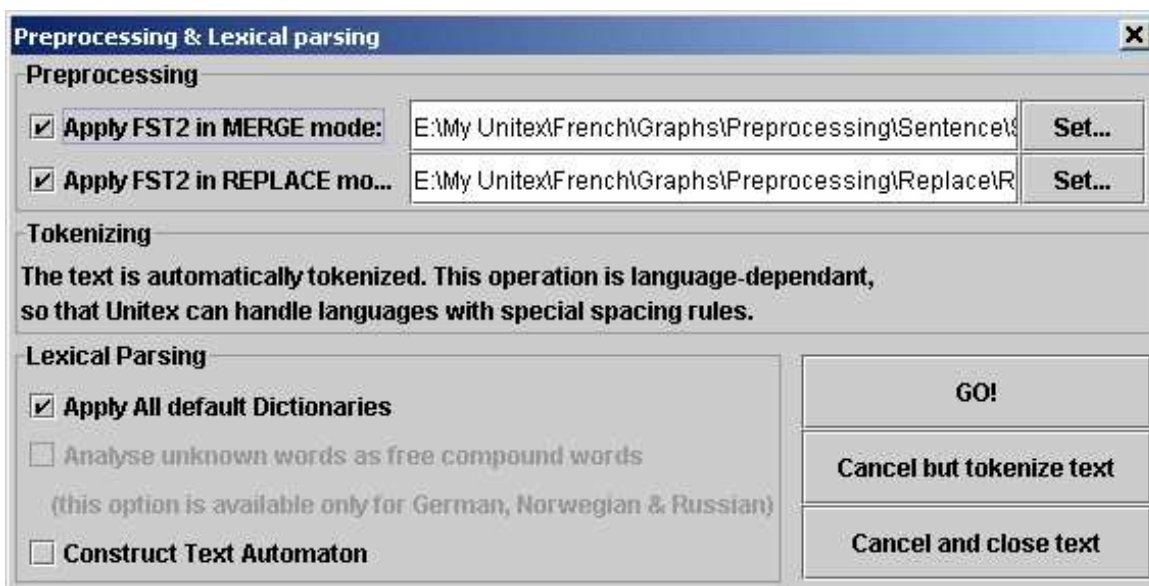 Preprocessing & Lexical parsing
Preprocessing
Apply FST2 in MERGE mode: E:\My Unitex\French\Graphs\Preprocessing\Sentence\S Set...
Apply FST2 in REPLACE mo... E:\My Unitex\French\Graphs\Preprocessing\Replace\R Set...
Tokenizing
The text is automatically tokenized. This operation is language-dependant,
so that Unitex can handle languages with special spacing rules.
Lexical Parsing
Apply All default Dictionaries
Analyse unknown words as free compound words
(this option is available only for German, Norwegian & Russian)
Construct Text Automaton
GO!
Cancel but tokenize text
Cancel and close text